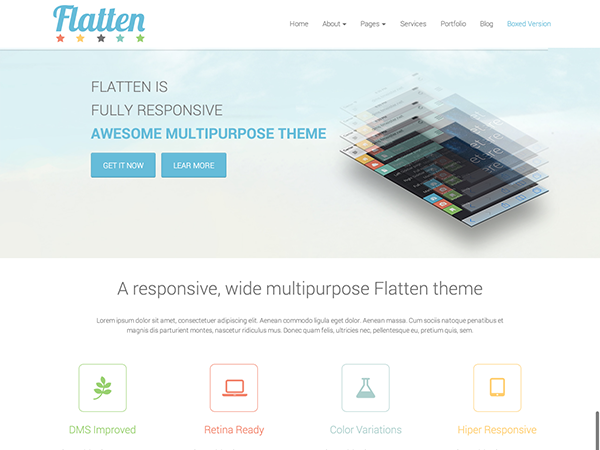 Flatten
Home About Pages Services Portfolio Blog Boxed Version
FLATTEN IS
FULLY RESPONSIVE
AWESOME MULTIPURPOSE THEME
GET IT NOW LEAR MORE
A responsive, wide multipurpose Flatten theme
Lorem ipsum dolor sit amet, consectetuer adipiscing elit. Aenean commodo ligula eget dolor. Aenean massa. Cum sociis natoque penatibus et
magnis dis parturient montes, nascetur ridiculus mus. Donec quam felis, ultricies nec, pellentesque eu, pretium quis, sem.
DMS Improved Retina Ready Color Variations Hiper Responsive